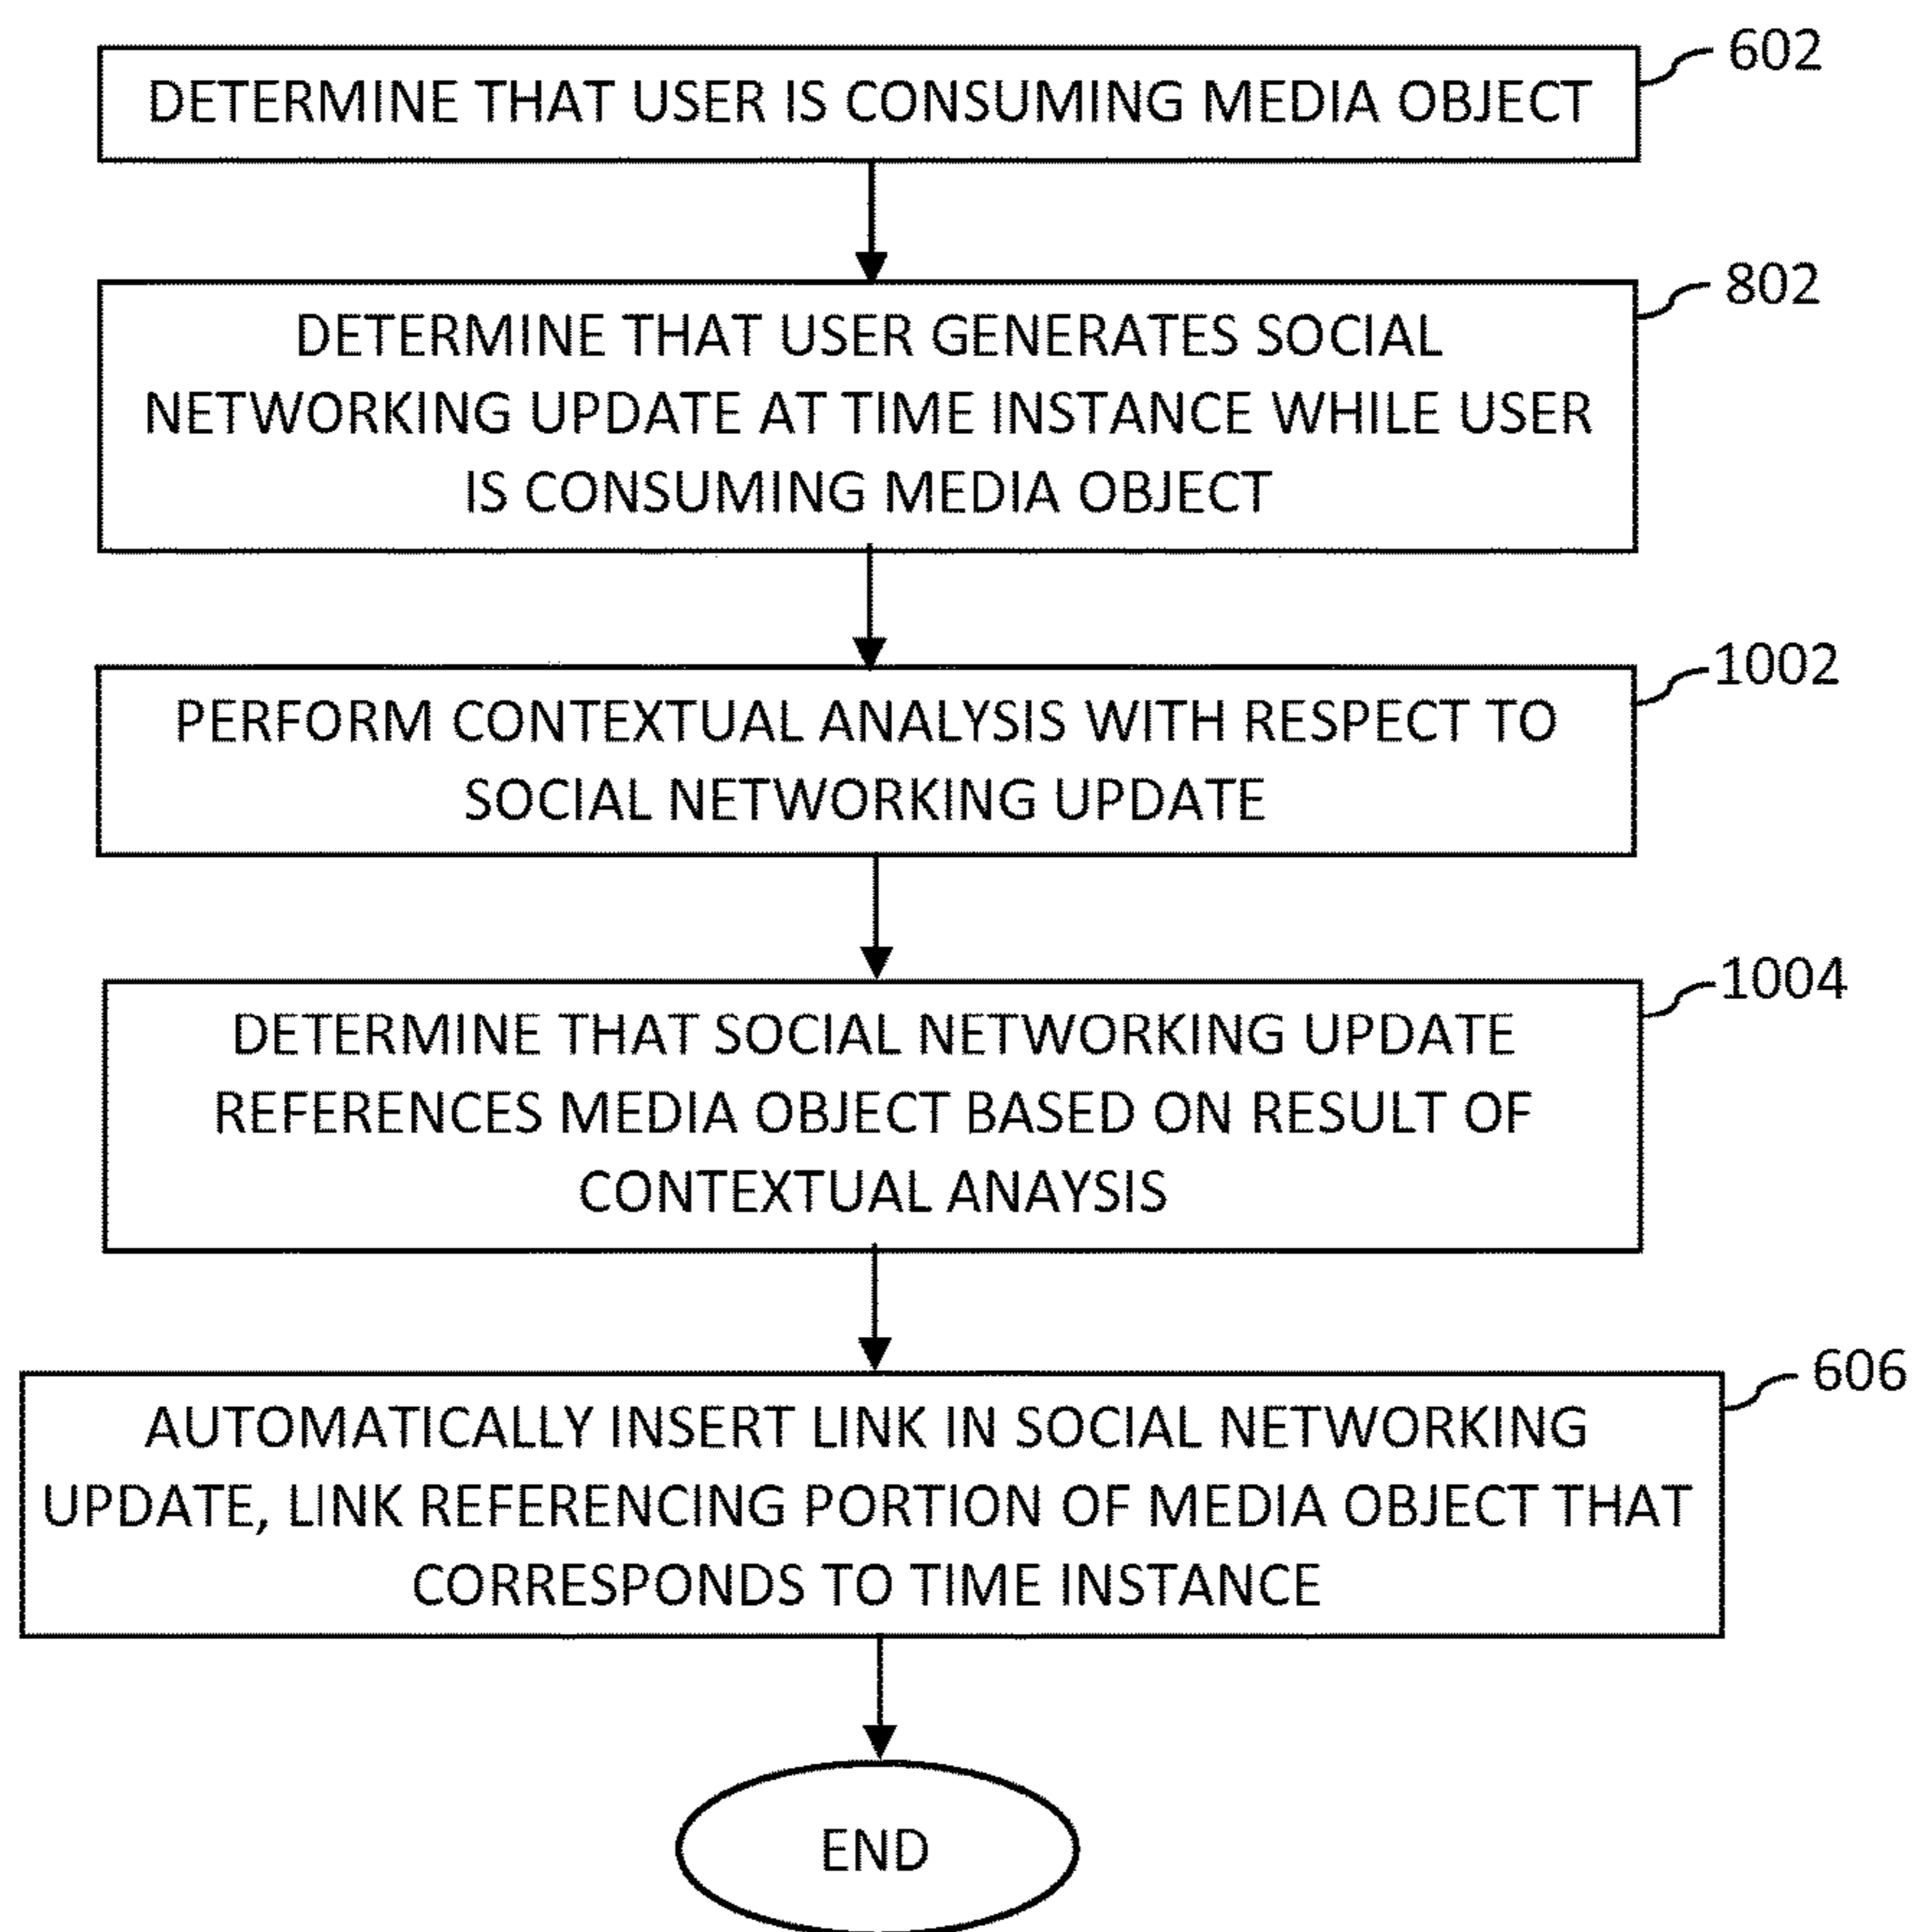 602
DETERMINE THAT USER IS CONSUMING MEDIA OBJECT
802
DETERMINE THAT USER GENERATES SOCIAL
NETWORKING UPDATE AT TIME INSTANCE WHILE USER
IS CONSUMING MEDIA OBJECT
1002
PERFORM CONTEXTUAL ANALYSIS WITH RESPECT TO
SOCIAL NETWORKING UPDATE
1004
DETERMINE THAT SOCIAL NETWORKING UPDATE
REFERENCES MEDIA OBJECT BASED ON RESULT OF
CONTEXTUAL ANAYSIS
606
AUTOMATICALLY INSERT LINK IN SOCIAL NETWORKING
UPDATE, LINK REFERENCING PORTION OF MEDIA OBJECT THAT
CORRESPONDS TO TIME INSTANCE
END